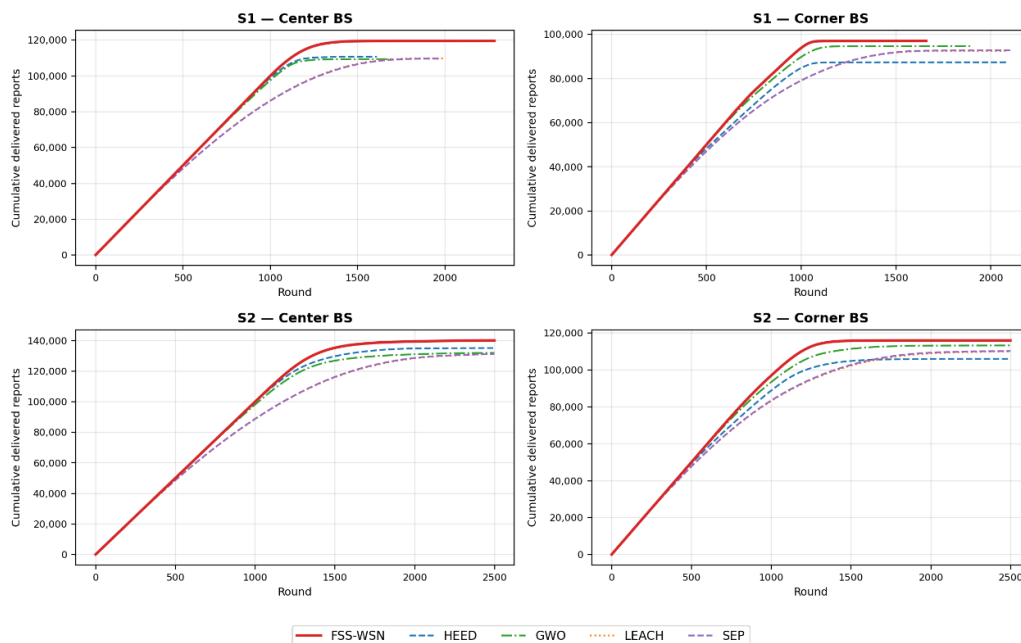 S1 — Center BS
Cumulative delivered reports
120,000
100,000
80,000
60,000
40,000
20,000
0
0 500 1000 1500 2000
Round
S1 — Corner BS
Cumulative delivered reports
100,000
80,000
60,000
40,000
20,000
0
0 500 1000 1500 2000
Round
S2 — Center BS
Cumulative delivered reports
140,000
120,000
100,000
80,000
60,000
40,000
20,000
0
0 500 1000 1500 2000 2500
Round
S2 — Corner BS
Cumulative delivered reports
120,000
100,000
80,000
60,000
40,000
20,000
0
0 500 1000 1500 2000 2500
Round
FSS-WSN HEED GWO LEACH SEP